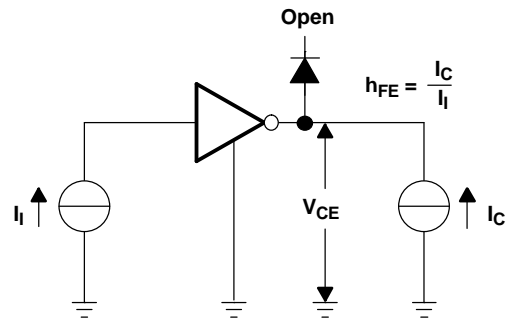 Open
h_FE = I_C / I_I
I_I
V_CE
I_C